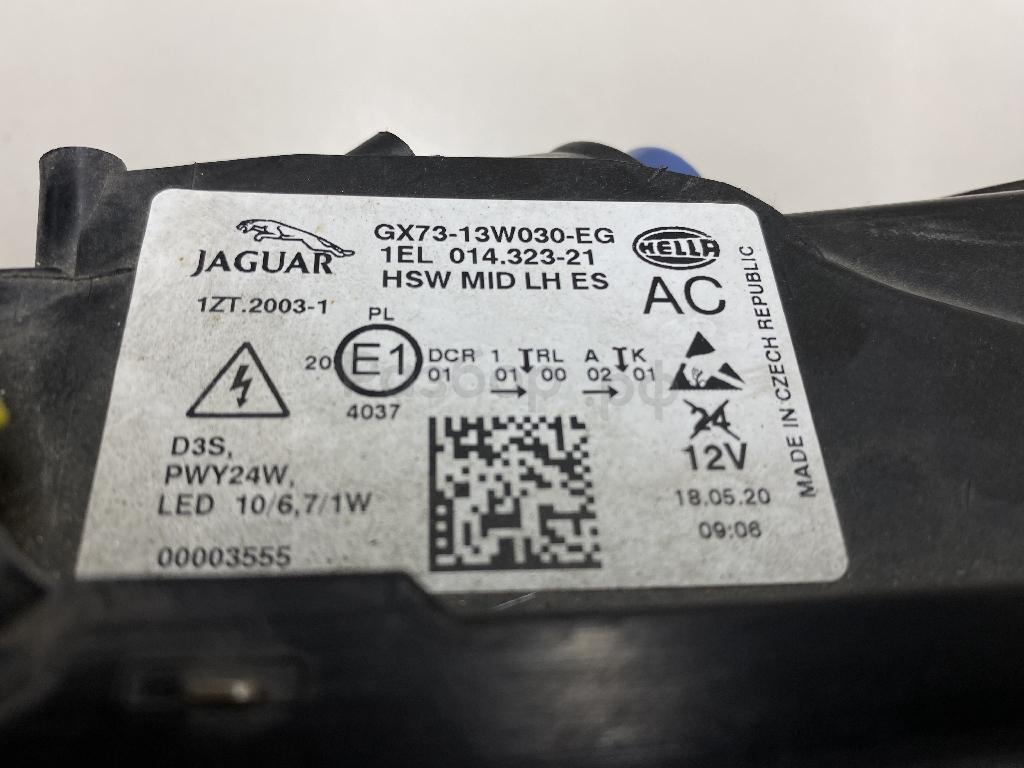 JAGUAR
GX73-13W030-EG
1EL 014.323-21
HSW MID LH ES
HELLA
AC
1ZT.2003-1
PL
20 E1 DCR 1 1 RL A K
01 01 00 02 01
4037
24
12V
D3S,
PWY24W,
LED 10/6,7/1W
00003555
18.05.20
09:06
MADE IN CZECH REPUBLIC